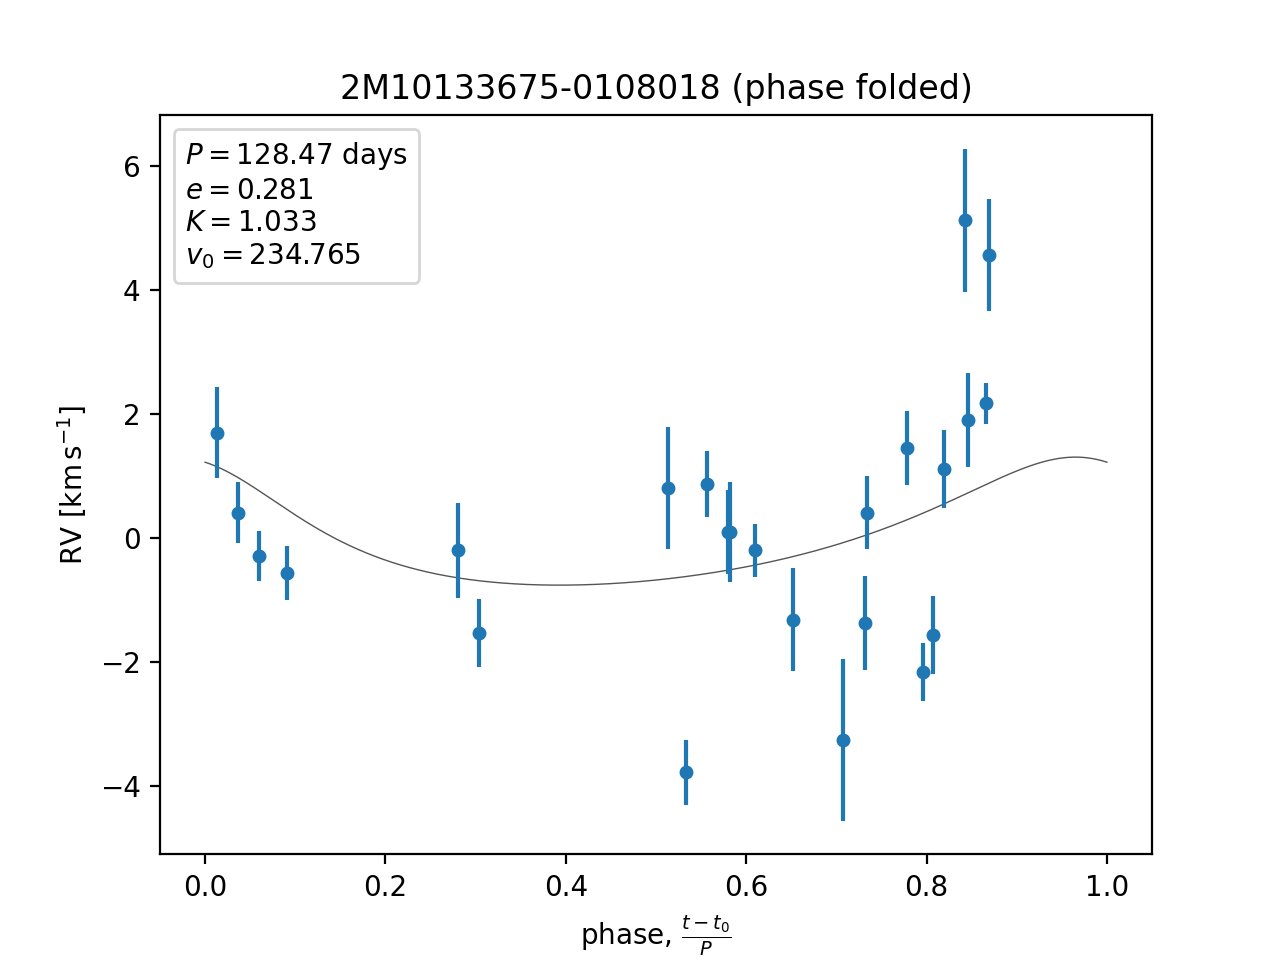 2M10133675-0108018 (phase folded)
P = 128.47 days
e = 0.281
K = 1.033
v₀ = 234.765
6
4
2
0
−2
−4
RV [km s⁻¹]
0.0 0.2 0.4 0.6 0.8 1.0
phase, (t − t₀)/P